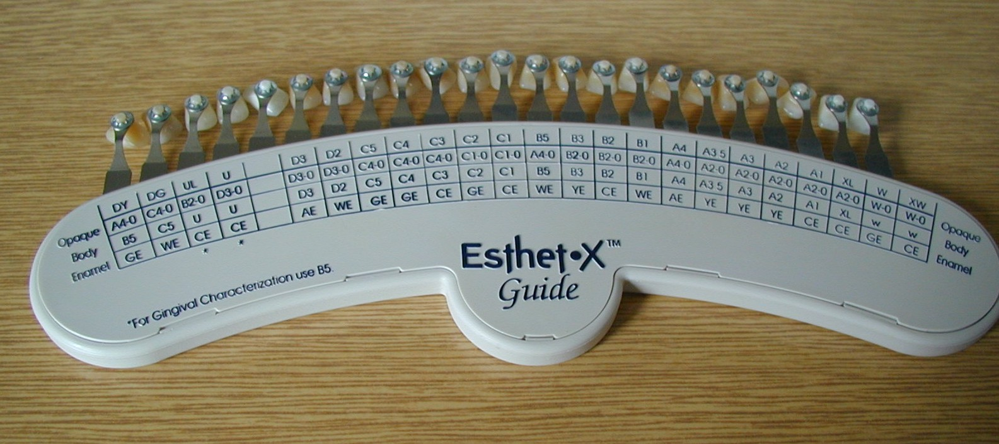 DY DG UL U D3 D2 C5 C4 C3 C2 C1 B5 B3 B2 B1 A4 A3 5 A3 A2 A1 XL W XW
Opaque A4-0 C4-0 B2-0 D3-0 D3-0 D3-0 C4-0 C4-0 C4-0 C1-0 C1-0 A4-0 B2-0 B2-0 B2-0 A4-0 A2-0 A2-0 A2-0 A2-0 A2-0 W-0 W-0 Opaque
Body B5 C5 U U D3 D2 C5 C4 C3 C2 C1 B5 B3 B2 B1 A4 A3 5 A3 A2 A1 XL w w Body
Enamel GE WE CE CE AE WE GE GE CE GE CE WE YE CE WE AE YE YE YE CE CE GE CE Enamel
* *
*For Gingival Characterization use B5.
Esthet•X™
Guide